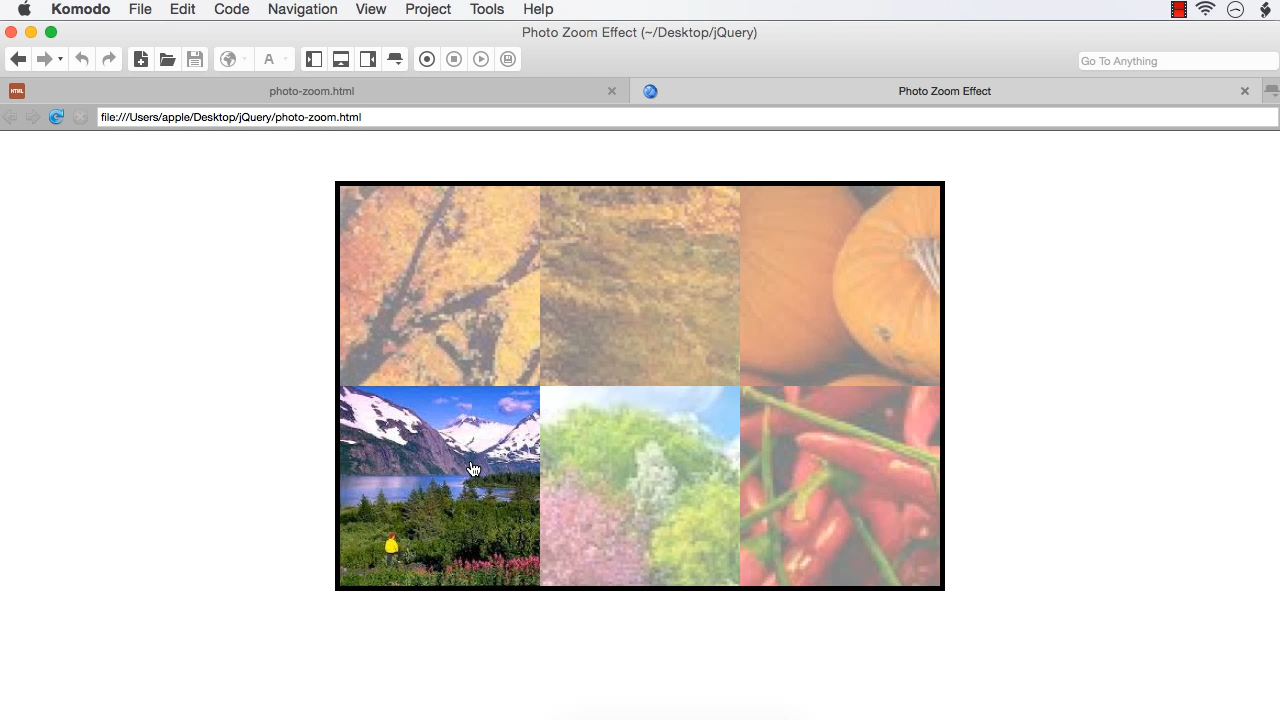 Komodo File Edit Code Navigation View Project Tools Help
Photo Zoom Effect (~/Desktop/jQuery)
A
Go To Anything
HTML photo-zoom.html
Photo Zoom Effect
file:///Users/apple/Desktop/jQuery/photo-zoom.html